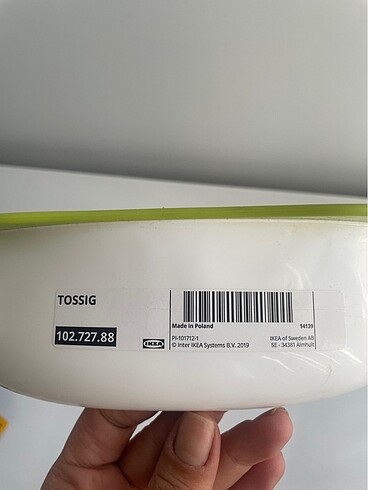 TOSSIG
102.727.88
IKEA
Made in Poland
14139
PI-101712-1
© Inter IKEA Systems B.V. 2019
IKEA of Sweden AB
SE - 34381 Älmhult